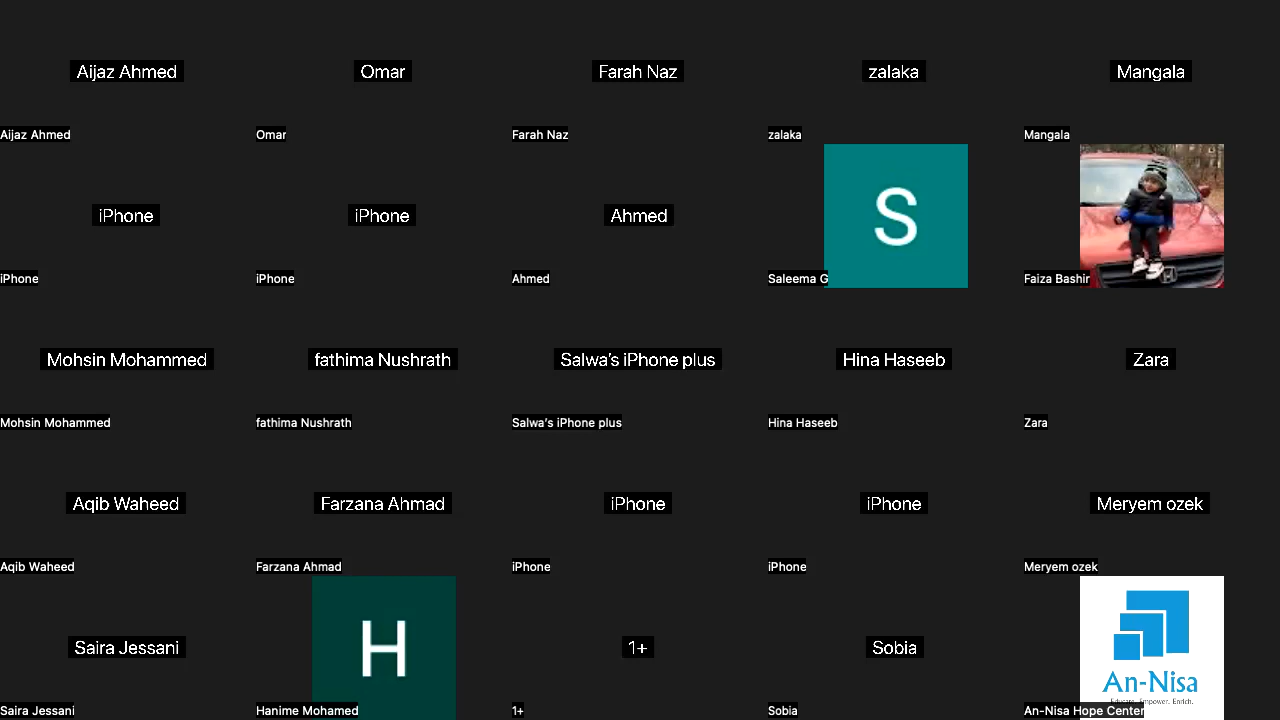 Aijaz Ahmed
Omar
Farah Naz
zalaka
Mangala
Aijaz Ahmed
Omar
Farah Naz
zalaka
Mangala
iPhone
iPhone
Ahmed
S
iPhone
iPhone
Ahmed
Saleema G
Faiza Bashir
Mohsin Mohammed
fathima Nushrath
Salwa's iPhone plus
Hina Haseeb
Zara
Mohsin Mohammed
fathima Nushrath
Salwa's iPhone plus
Hina Haseeb
Zara
Aqib Waheed
Farzana Ahmad
iPhone
iPhone
Meryem ozek
Aqib Waheed
Farzana Ahmad
iPhone
iPhone
Meryem ozek
Saira Jessani
H
1+
Sobia
An-Nisa
Educate. Empower. Enrich.
Saira Jessani
Hanime Mohamed
1+
Sobia
An-Nisa Hope Center